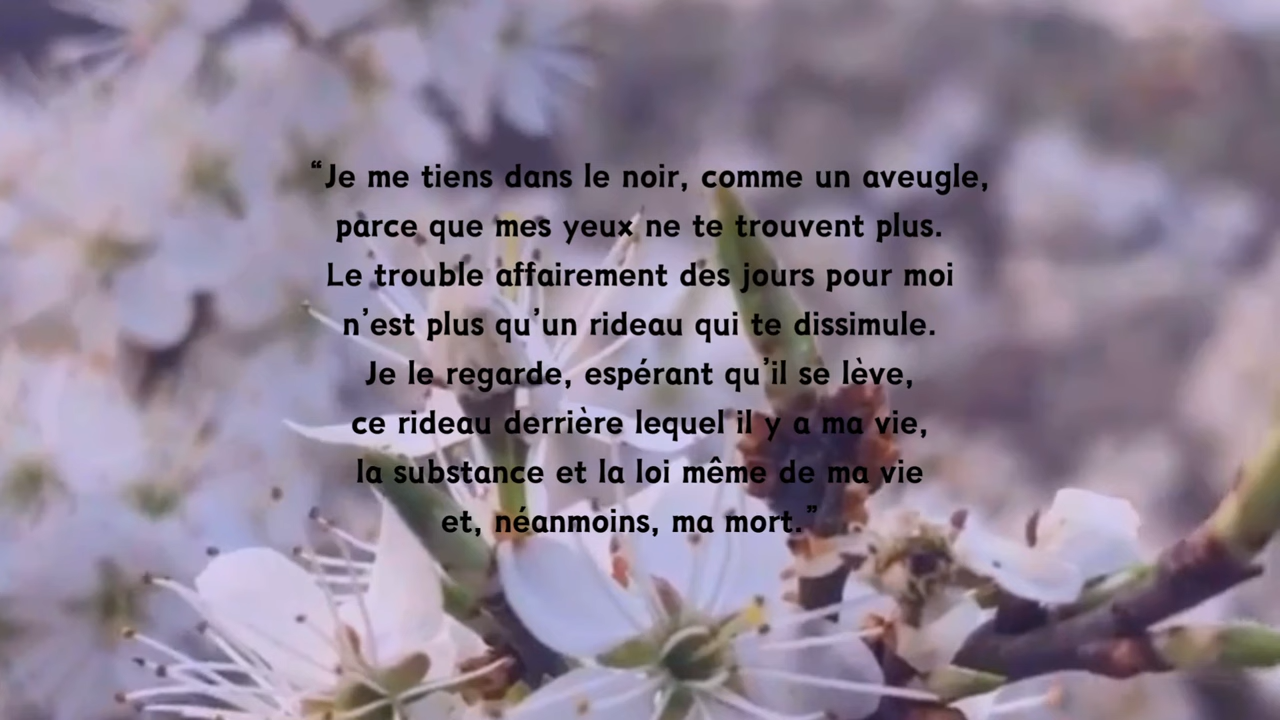 “Je me tiens dans le noir, comme un aveugle,
parce que mes yeux ne te trouvent plus.
Le trouble affairement des jours pour moi
n’est plus qu’un rideau qui te dissimule.
Je le regarde, espérant qu’il se lève,
ce rideau derrière lequel il y a ma vie,
la substance et la loi même de ma vie
et, néanmoins, ma mort.”